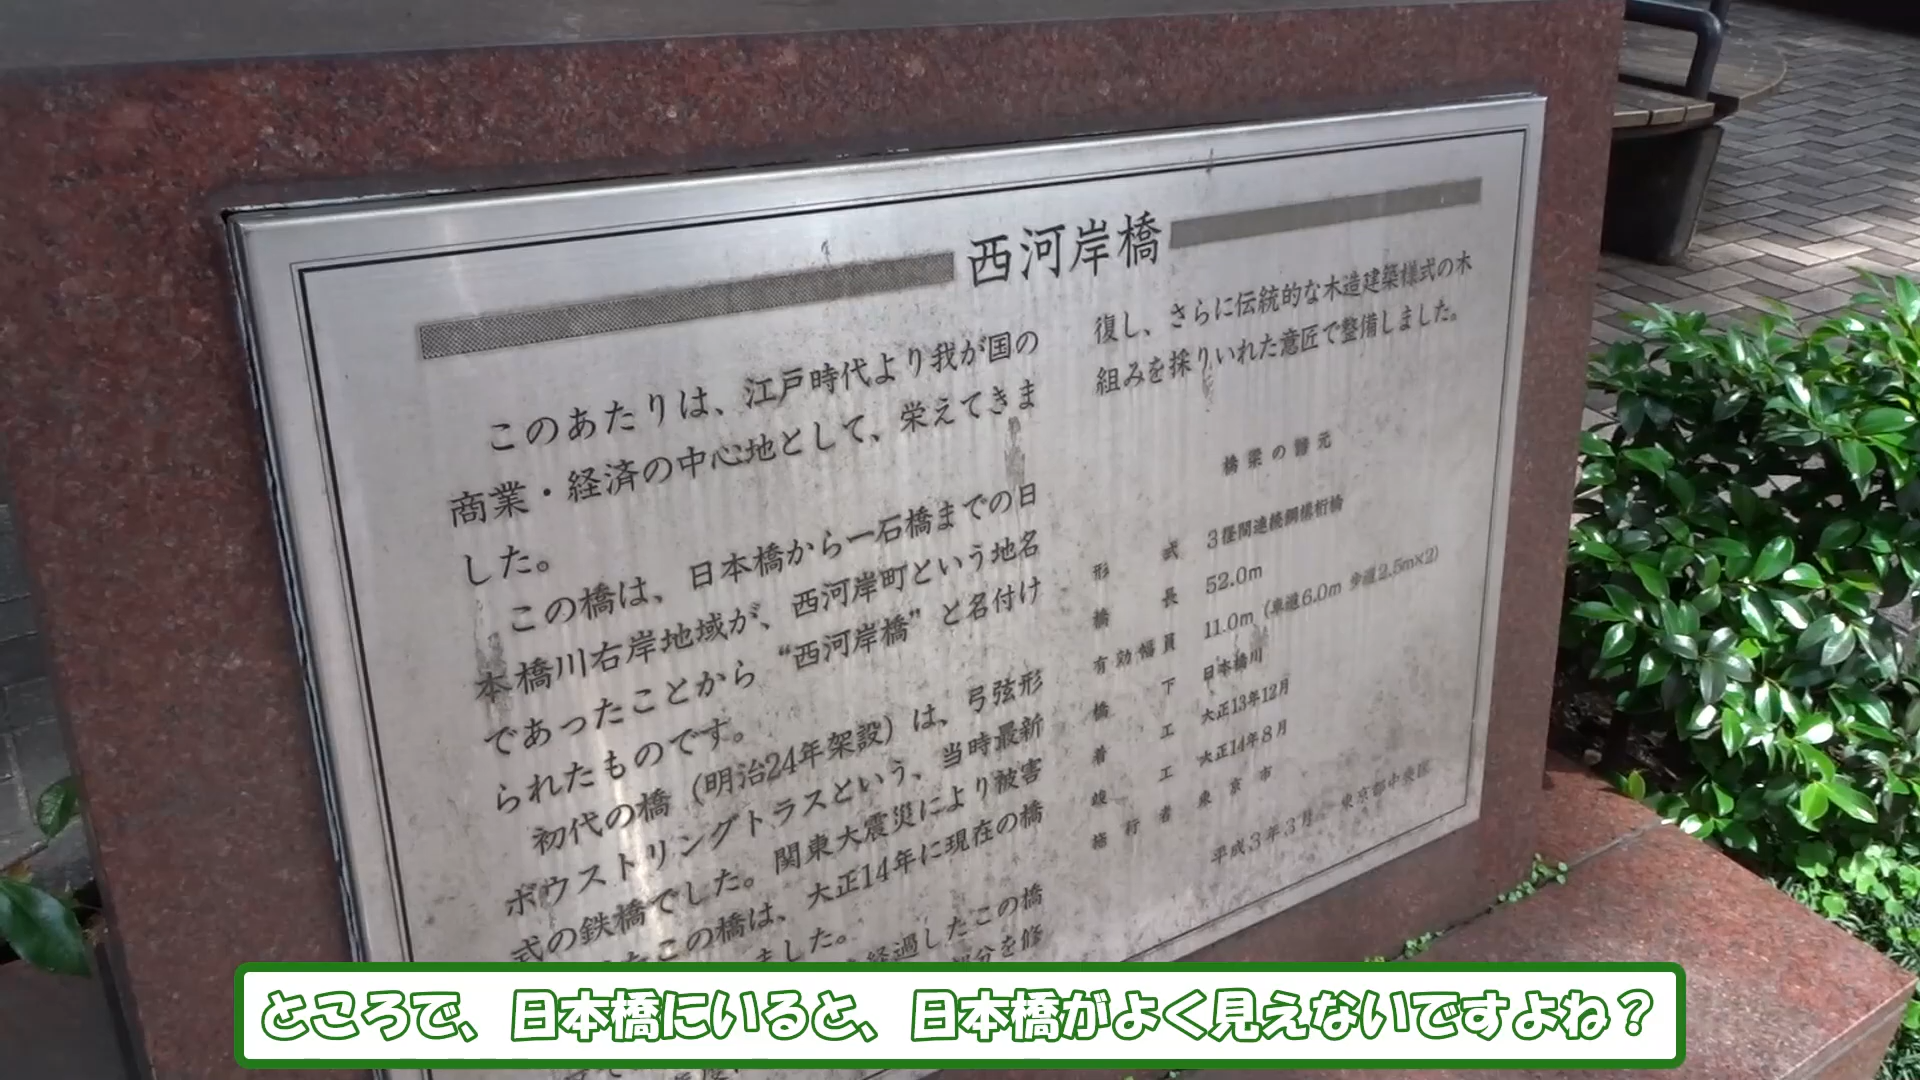 西河岸橋
このあたりは、江戸時代より我が国の
商業・経済の中心地として、栄えてきま
した。
この橋は、日本橋から一石橋までの日
本橋川右岸地域が、西河岸町という地名
であったことから“西河岸橋”と名付け
られたものです。
初代の橋（明治24年架設）は、弓弦形
ボウストリングトラスという、当時最新
式の鉄橋でした。関東大震災により被害
この橋は、大正14年に現在の橋
ました。
経過したこの橋
部分を修
復し、さらに伝統的な木造建築様式の木
組みを採りいれた意匠で整備しました。
橋梁の諸元
形式 3径間連続鋼鈑桁橋
橋長 52.0m
有効幅員 11.0m（車道6.0m 歩道2.5m×2）
橋下 日本橋川
着工 大正13年12月
竣工 大正14年8月
施行者 東京市
平成3年3月 東京都中央区
ところで、日本橋にいると、日本橋がよく見えないですよね？